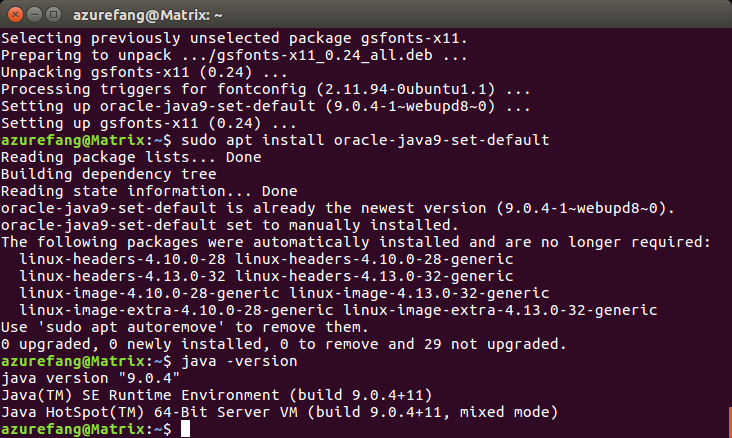 azurefang@Matrix: ~
Selecting previously unselected package gsfonts-x11.
Preparing to unpack .../gsfonts-x11_0.24_all.deb ...
Unpacking gsfonts-x11 (0.24) ...
Processing triggers for fontconfig (2.11.94-0ubuntu1.1) ...
Setting up oracle-java9-set-default (9.0.4-1~webupd8~0) ...
Setting up gsfonts-x11 (0.24) ...
azurefang@Matrix:~$ sudo apt install oracle-java9-set-default
Reading package lists... Done
Building dependency tree
Reading state information... Done
oracle-java9-set-default is already the newest version (9.0.4-1~webupd8~0).
oracle-java9-set-default set to manually installed.
The following packages were automatically installed and are no longer required:
  linux-headers-4.10.0-28 linux-headers-4.10.0-28-generic
  linux-headers-4.13.0-32 linux-headers-4.13.0-32-generic
  linux-image-4.10.0-28-generic linux-image-4.13.0-32-generic
  linux-image-extra-4.10.0-28-generic linux-image-extra-4.13.0-32-generic
Use 'sudo apt autoremove' to remove them.
0 upgraded, 0 newly installed, 0 to remove and 29 not upgraded.
azurefang@Matrix:~$ java -version
java version "9.0.4"
Java(TM) SE Runtime Environment (build 9.0.4+11)
Java HotSpot(TM) 64-Bit Server VM (build 9.0.4+11, mixed mode)
azurefang@Matrix:~$